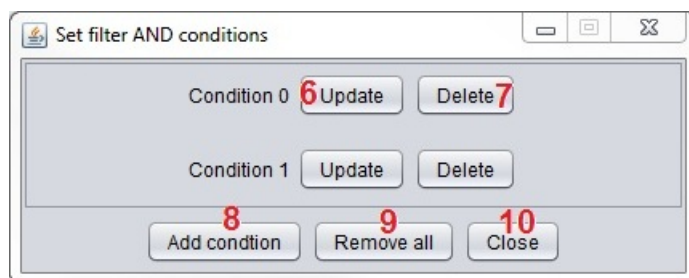 Set filter AND conditions
Condition 0 6 Update Delete 7
Condition 1 Update Delete
8 9 10
Add condtion Remove all Close